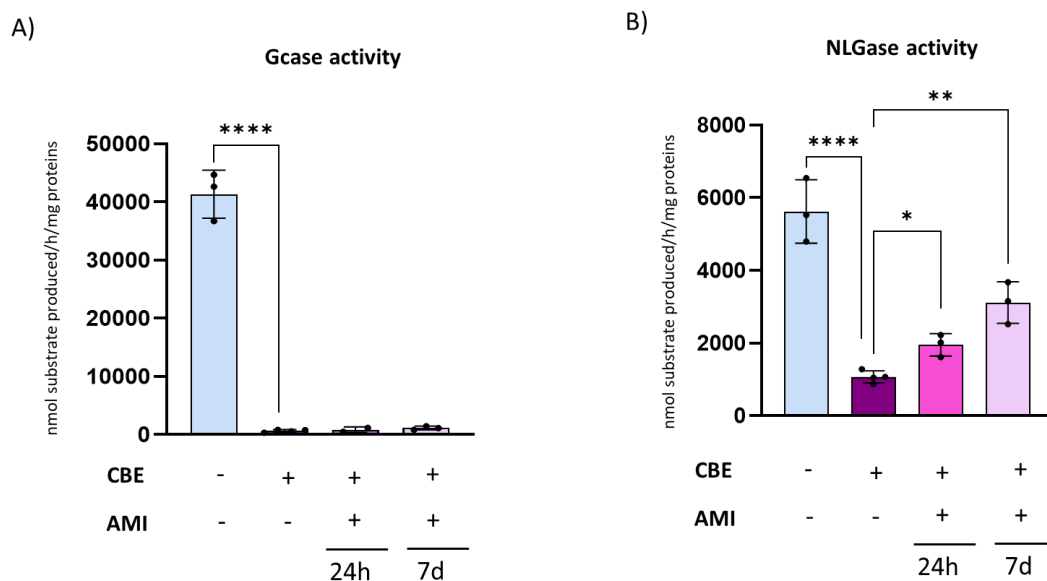 A)
Gcase activity
nmol substrate produced/h/mg proteins
50000
40000
30000
20000
10000
0
****
CBE - + + +
AMI - - + +
24h 7d
B)
NLGase activity
nmol substrate produced/h/mg proteins
8000
6000
4000
2000
0
****
*
**
CBE - + + +
AMI - - + +
24h 7d